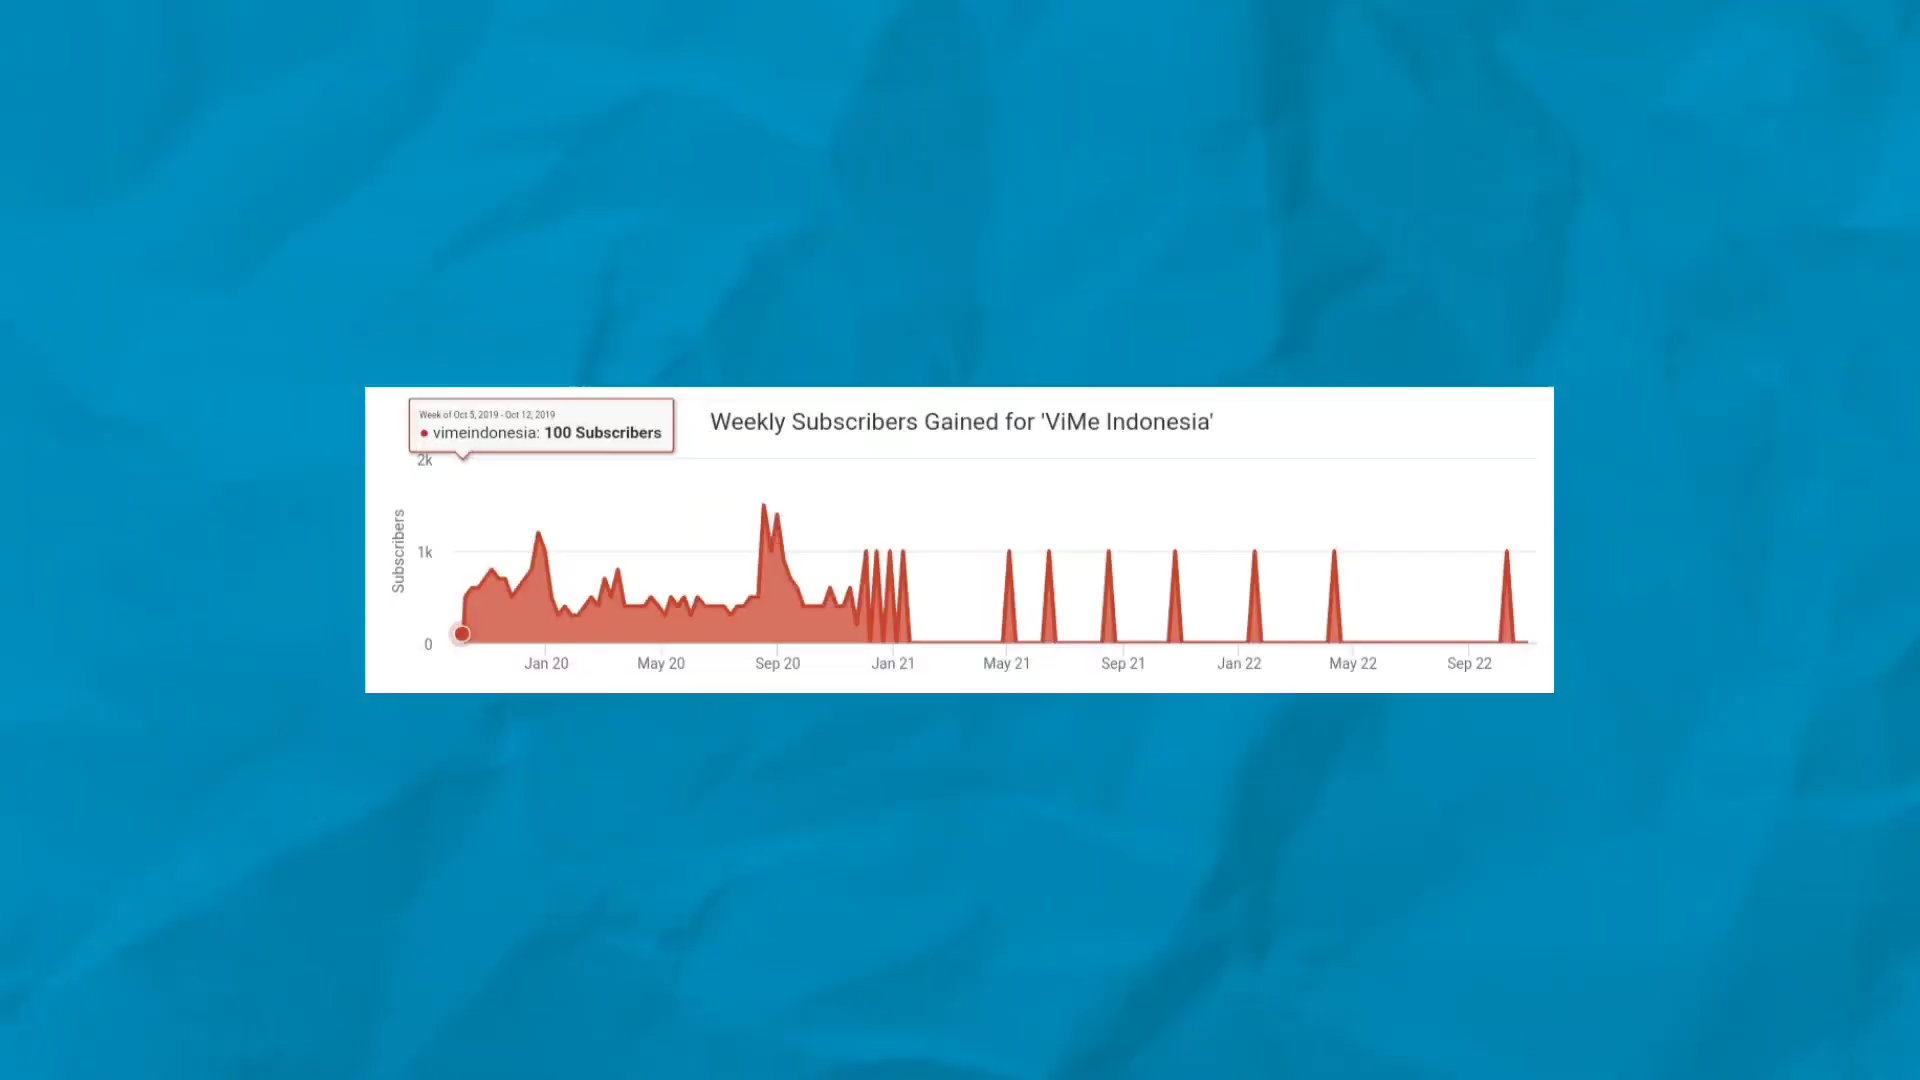 Week of Oct 5, 2019 - Oct 12, 2019
● vimeindonesia: 100 Subscribers
Weekly Subscribers Gained for 'ViMe Indonesia'
Subscribers
2k
1k
0
Jan 20 May 20 Sep 20 Jan 21 May 21 Sep 21 Jan 22 May 22 Sep 22